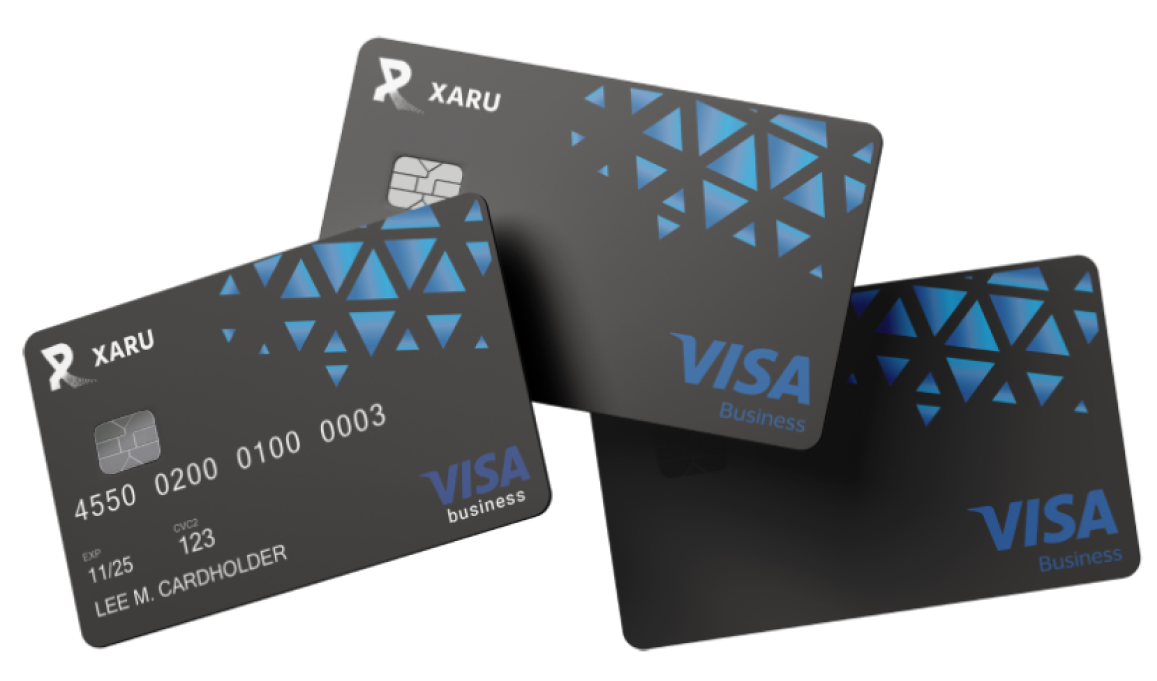 XARU
VISA
Business
XARU
4550 0200 0100 0003
EXP
11/25
CVC2
123
LEE M. CARDHOLDER
VISA
business
VISA
Business